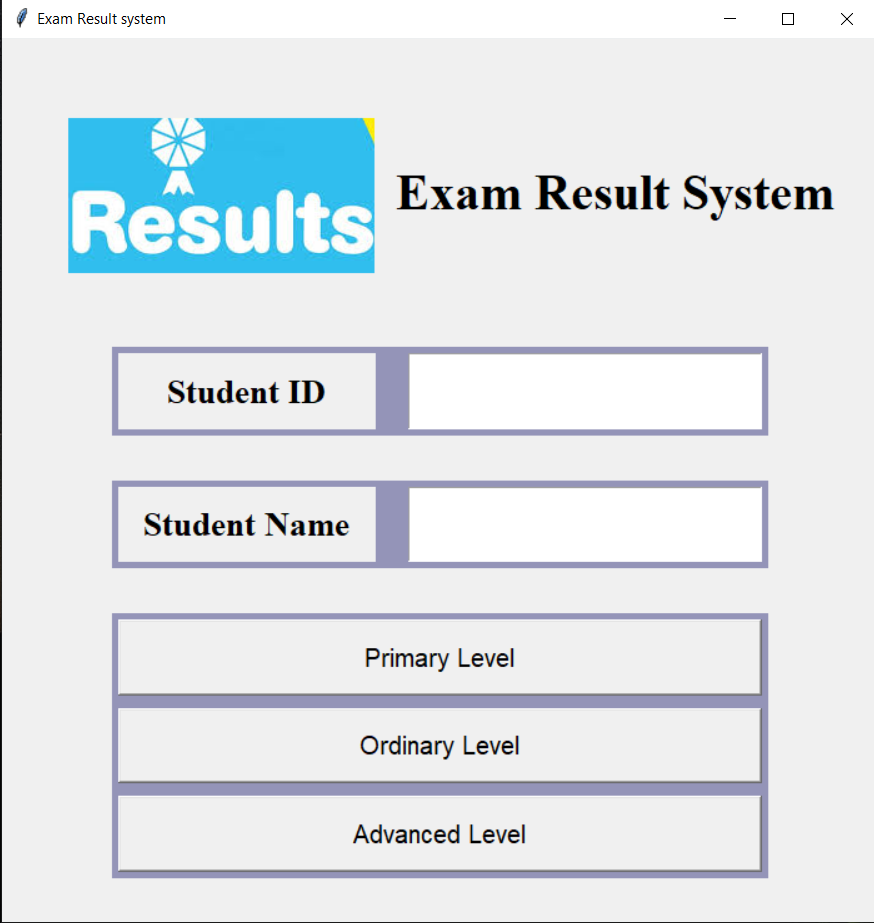 Exam Result system
Results
Exam Result System
Student ID
Student Name
Primary Level
Ordinary Level
Advanced Level